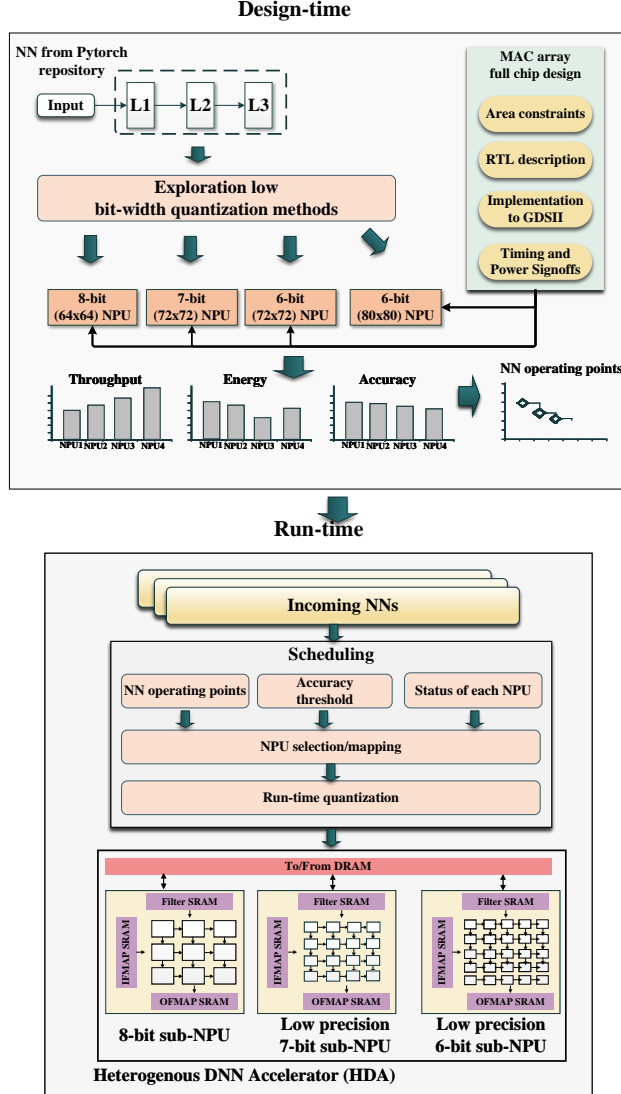 Design-time
NN from Pytorch
repository
Input
L1
L2
L3
MAC array
full chip design
Area constraints
RTL description
Implementation
to GDSII
Timing and
Power Signoffs
Exploration low
bit-width quantization methods
8-bit
(64x64) NPU
7-bit
(72x72) NPU
6-bit
(72x72) NPU
6-bit
(80x80) NPU
Throughput
NPU1 NPU2 NPU3 NPU4
Energy
NPU1 NPU2 NPU3 NPU4
Accuracy
NPU1 NPU2 NPU3 NPU4
NN operating points
Run-time
Incoming NNs
Scheduling
NN operating points
Accuracy
threshold
Status of each NPU
NPU selection/mapping
Run-time quantization
To/From DRAM
Filter SRAM
IFMAP SRAM
OFMAP SRAM
8-bit sub-NPU
Filter SRAM
IFMAP SRAM
OFMAP SRAM
Low precision
7-bit sub-NPU
Filter SRAM
IFMAP SRAM
OFMAP SRAM
Low precision
6-bit sub-NPU
Heterogenous DNN Accelerator (HDA)